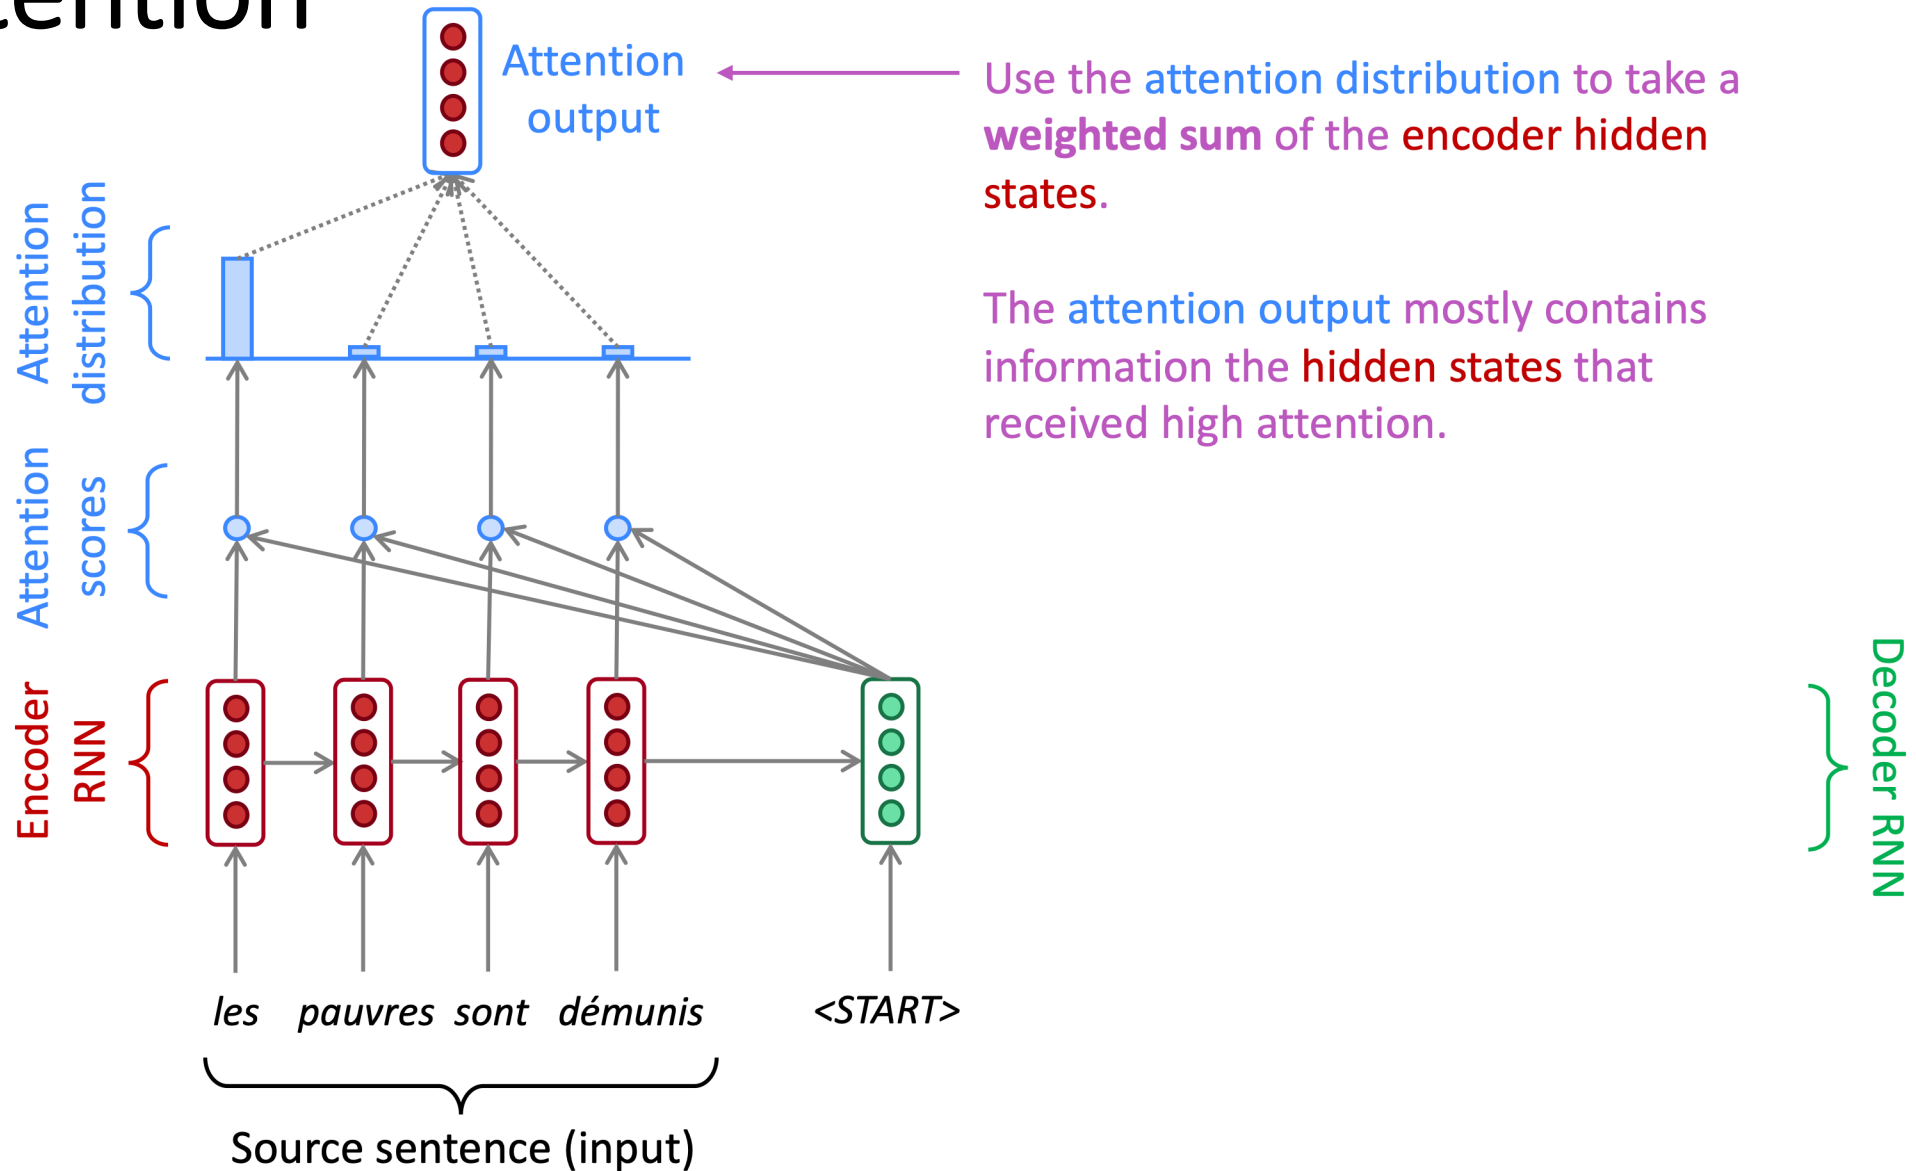 tention
Attention
output
Use the attention distribution to take a
weighted sum of the encoder hidden
states.
The attention output mostly contains
information the hidden states that
received high attention.
Attention
distribution
Attention
scores
Encoder
RNN
Decoder RNN
les pauvres sont démunis <START>
Source sentence (input)